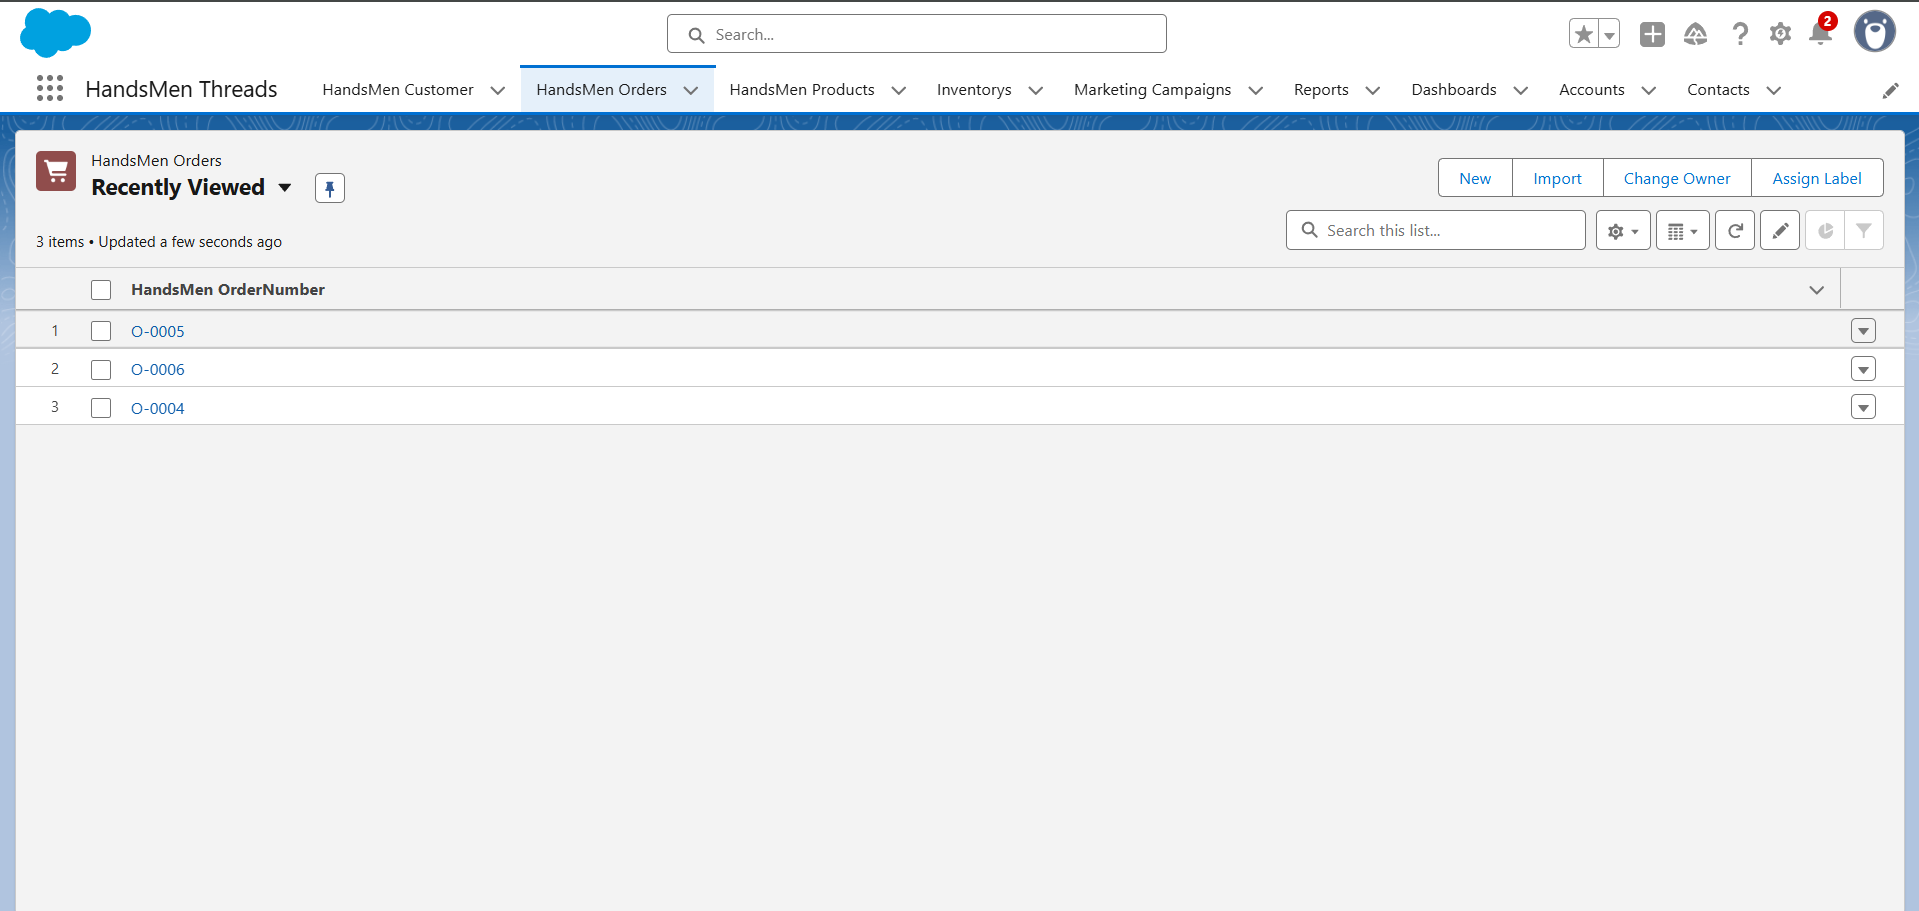 Search...
2
HandsMen Threads HandsMen Customer HandsMen Orders HandsMen Products Inventorys Marketing Campaigns Reports Dashboards Accounts Contacts
HandsMen Orders
Recently Viewed
New Import Change Owner Assign Label
3 items • Updated a few seconds ago
Search this list...
HandsMen OrderNumber
1 O-0005
2 O-0006
3 O-0004